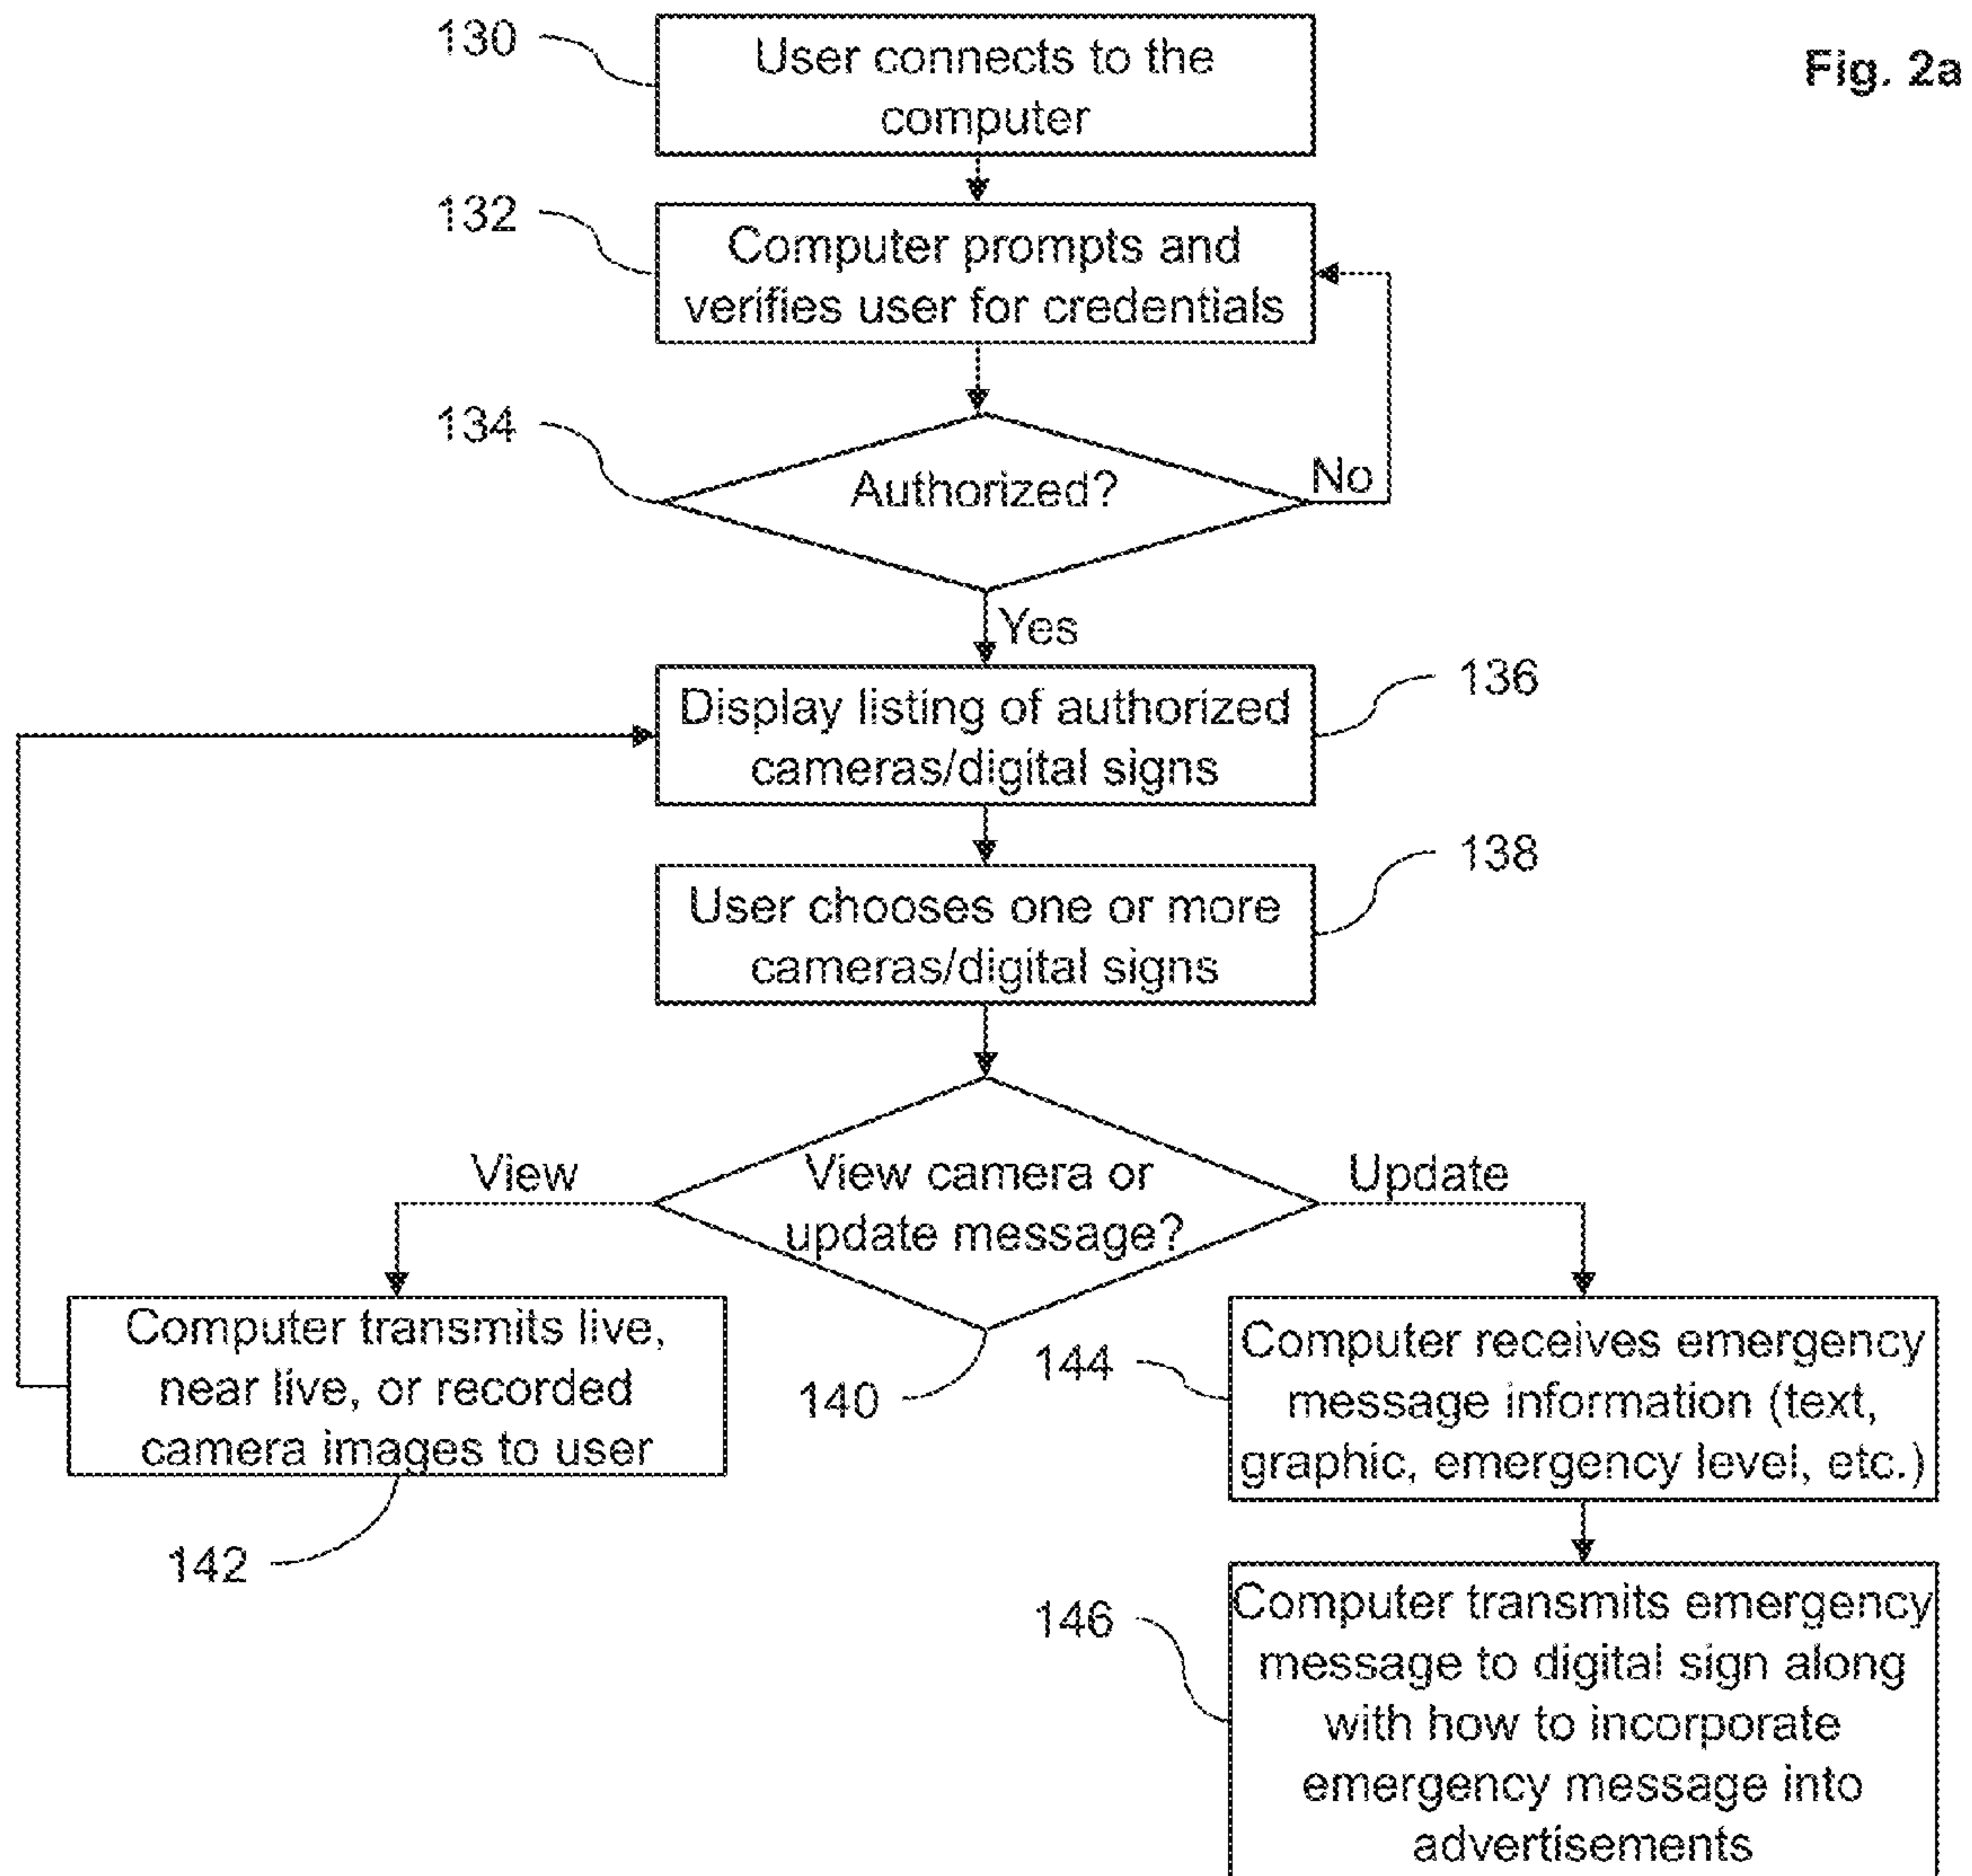 Fig. 2a
130
User connects to the
computer
132
Computer prompts and
verifies user for credentials
134
Authorized?
No
Yes
136
Display listing of authorized
cameras/digital signs
138
User chooses one or more
cameras/digital signs
View
View camera or
update message?
Update
140
Computer transmits live,
near live, or recorded
camera images to user
142
144
Computer receives emergency
message information (text,
graphic, emergency level, etc.)
146
Computer transmits emergency
message to digital sign along
with how to incorporate
emergency message into
advertisements